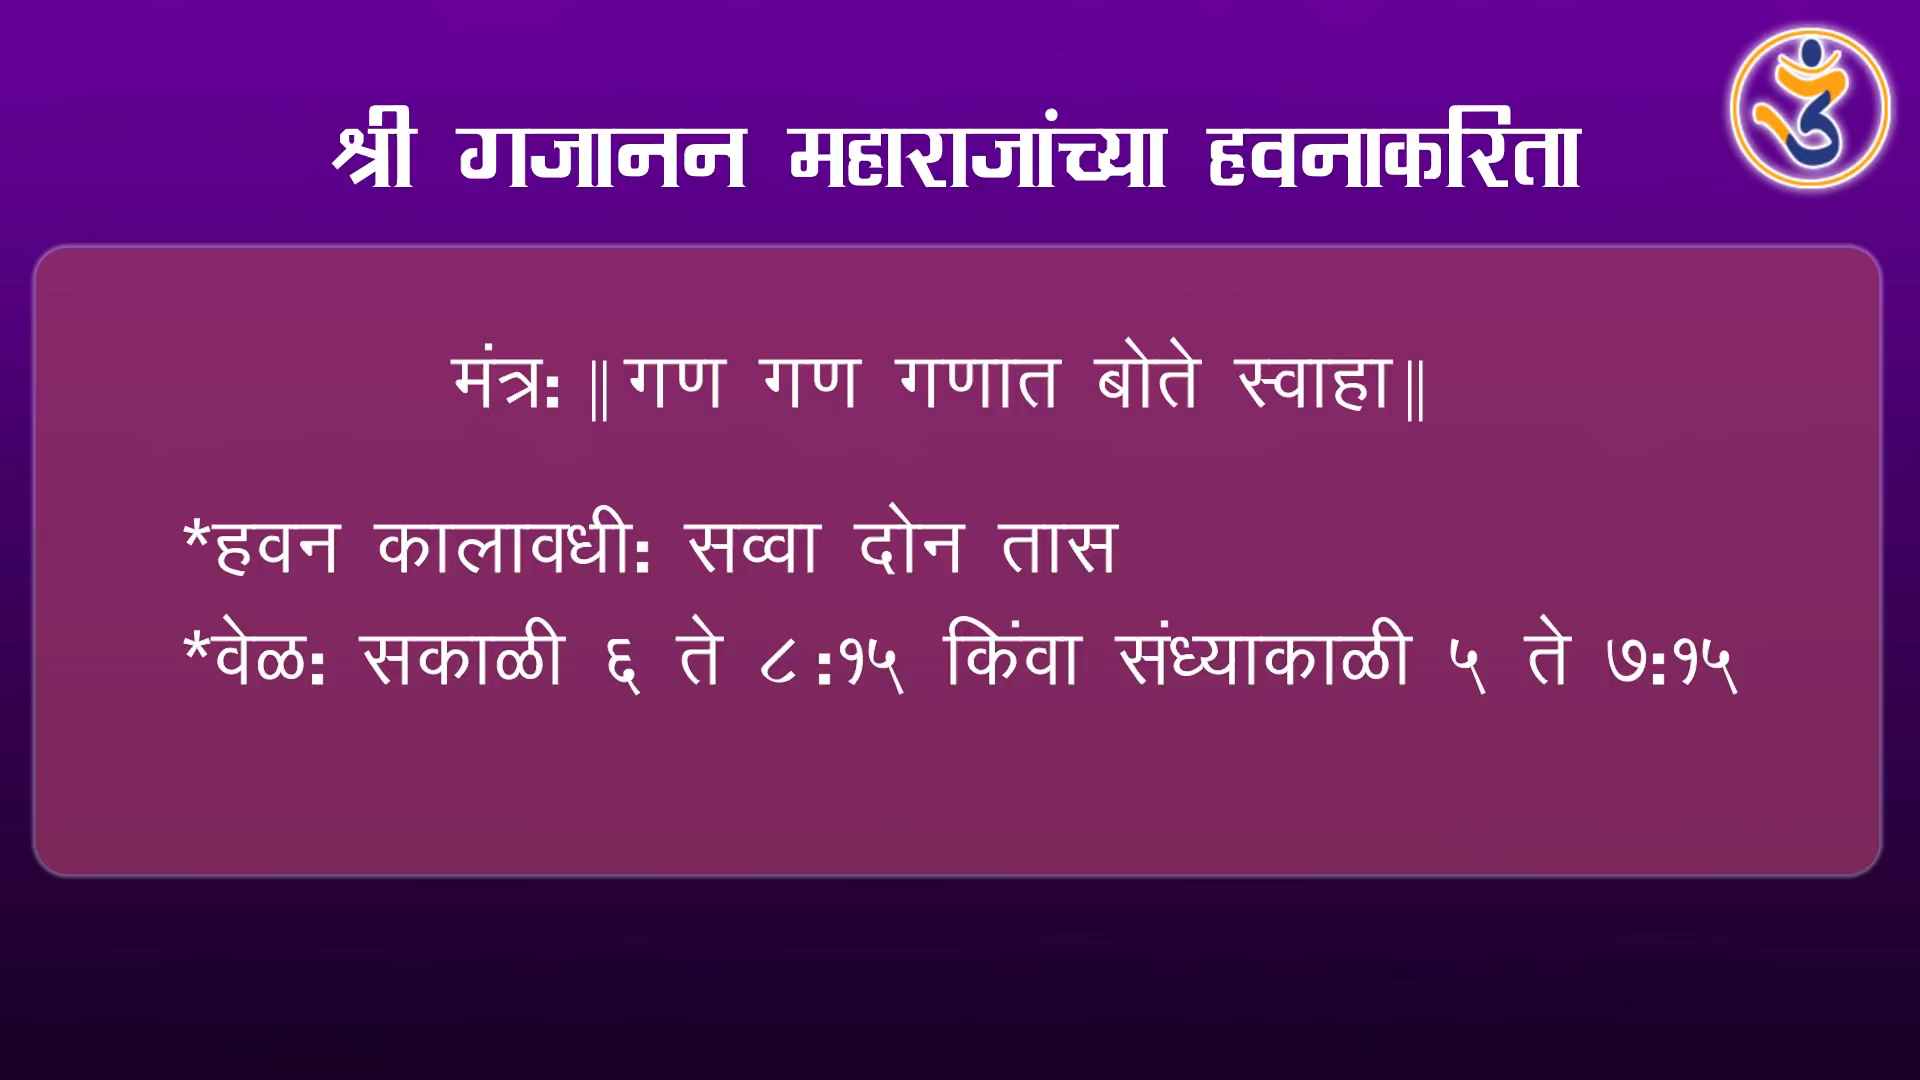 श्री गजानन महाराजांच्या हवनाकरिता
मंत्र: ॥ गण गण गणात बोते स्वाहा॥
*हवन कालावधी: सव्वा दोन तास
*वेळ: सकाळी ६ ते ८:१५ किंवा संध्याकाळी ५ ते ७:१५